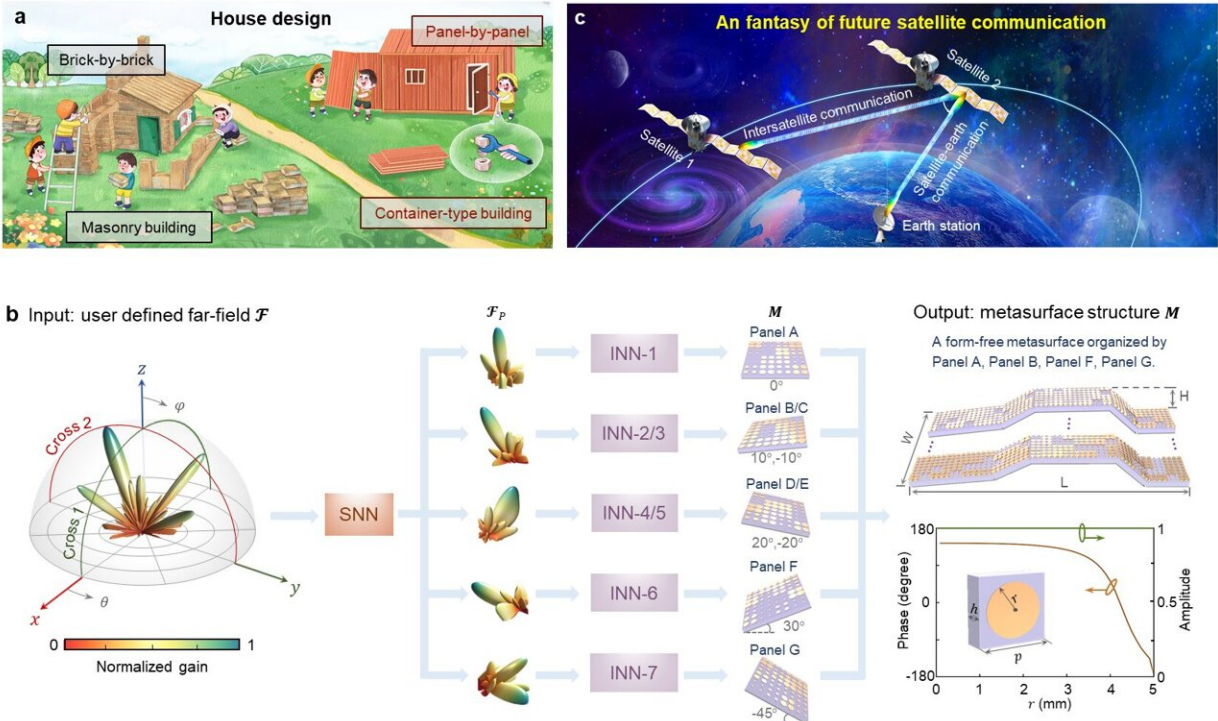 a
House design
Brick-by-brick
Panel-by-panel
Masonry building
Container-type building
c
An fantasy of future satellite communication
Satellite 2
Intersatellite communication
Satellite 1
Satellite-earth
communication
Earth station
b Input: user defined far-field ℱ
z
φ
Cross 2
Cross 1
y
x
θ
0
1
Normalized gain
SNN
ℱP
INN-1
INN-2/3
INN-4/5
INN-6
INN-7
M
Panel A
0°
Panel B/C
10°,-10°
Panel D/E
20°,-20°
Panel F
30°
Panel G
-45°
Output: metasurface structure M
A form-free metasurface organized by
Panel A, Panel B, Panel F, Panel G.
H
W
L
180
90
0
-90
-180
Phase (degree)
1
0.5
0
Amplitude
r
h
p
0 1 2 3 4 5
r (mm)